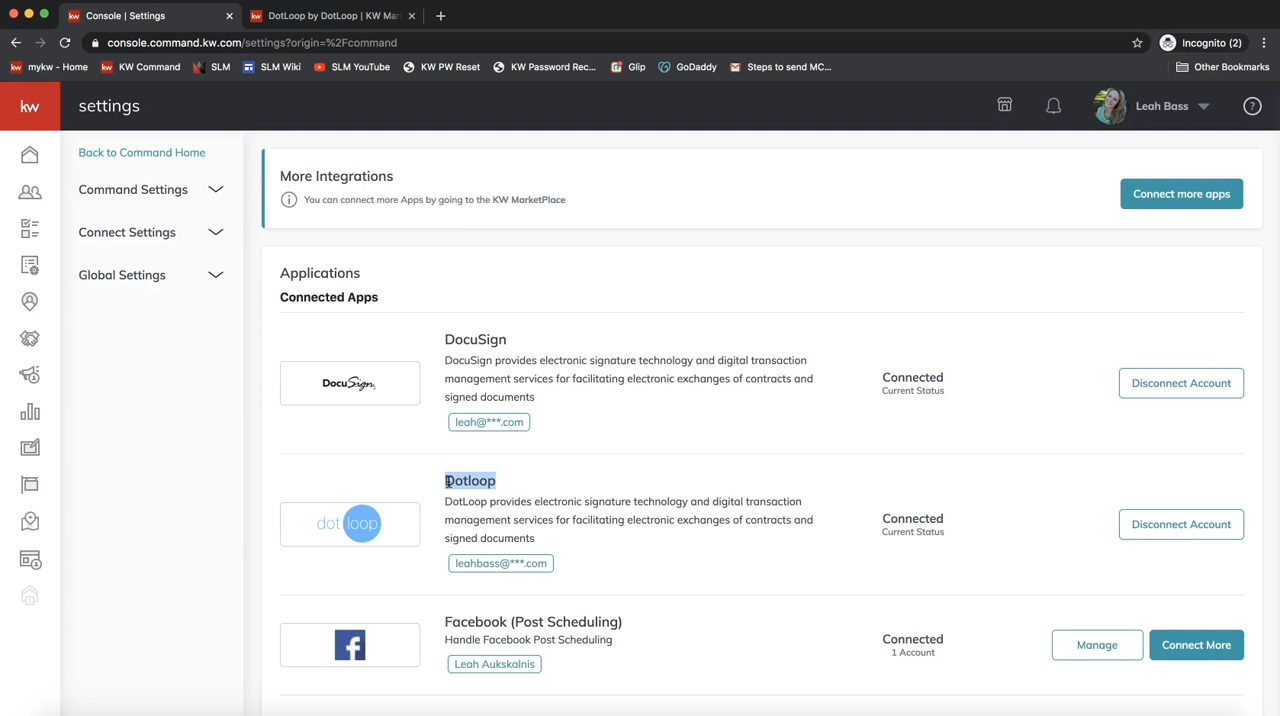 Console | Settings
DotLoop by DotLoop | KW Mar
console.command.kw.com/settings?origin=%2Fcommand
Incognito (2)
mykw - Home
KW Command
SLM
SLM Wiki
SLM YouTube
KW PW Reset
KW Password Rec...
Glip
GoDaddy
Steps to send MC...
Other Bookmarks
kw
settings
Leah Bass
Back to Command Home
Command Settings
Connect Settings
Global Settings
More Integrations
You can connect more Apps by going to the KW MarketPlace
Connect more apps
Applications
Connected Apps
DocuSign
DocuSign provides electronic signature technology and digital transaction
management services for facilitating electronic exchanges of contracts and
signed documents
leah@***.com
DocuSign
Connected
Current Status
Disconnect Account
Dotloop
DotLoop provides electronic signature technology and digital transaction
management services for facilitating electronic exchanges of contracts and
signed documents
leahbass@***.com
dot loop
Connected
Current Status
Disconnect Account
Facebook (Post Scheduling)
Handle Facebook Post Scheduling
Leah Aukskalnis
f
Connected
1 Account
Manage
Connect More